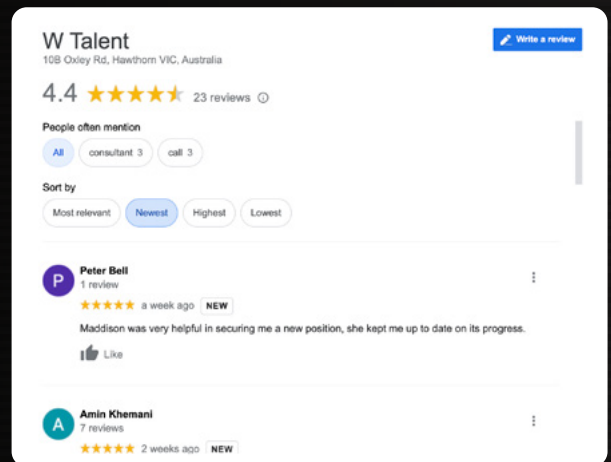 W Talent
Write a review
10B Oxley Rd, Hawthorn VIC, Australia
4.4
23 reviews
People often mention
All
consultant 3
call 3
Sort by
Most relevant
Newest
Highest
Lowest
P
Peter Bell
1 review
a week ago NEW
Maddison was very helpful in securing me a new position, she kept me up to date on its progress.
Like
A
Amin Khemani
7 reviews
2 weeks ago NEW